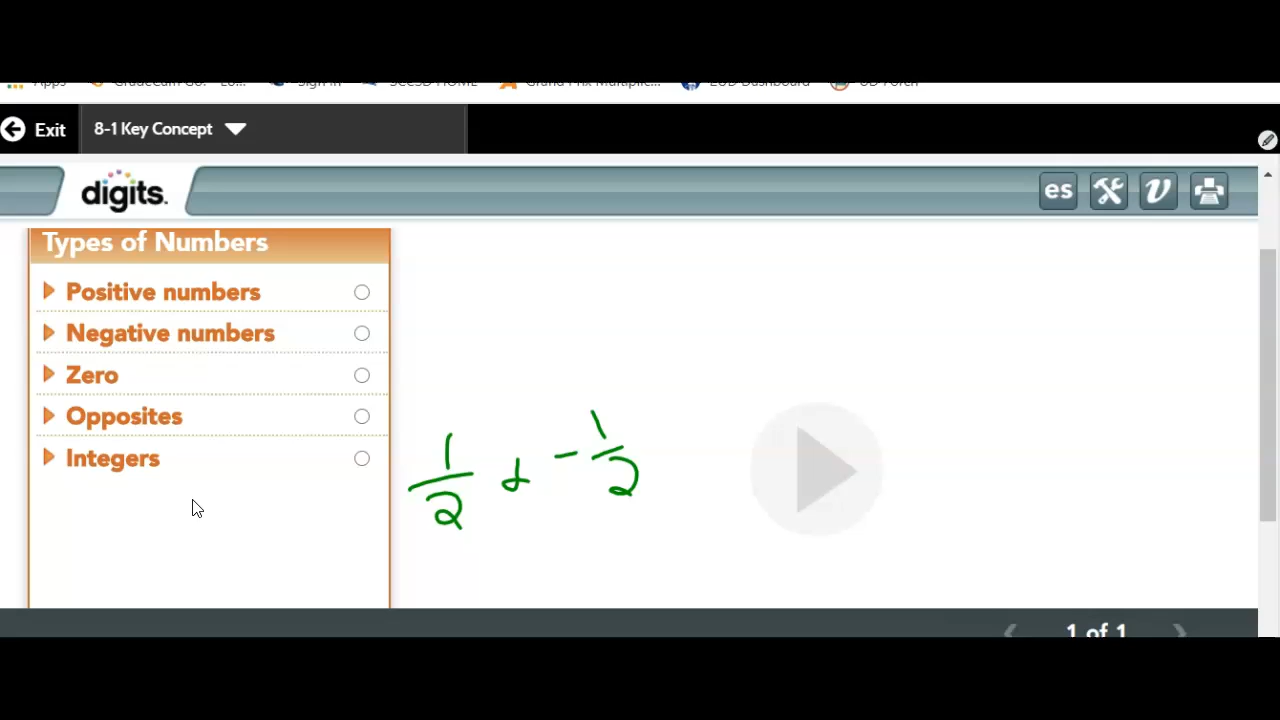 Exit
8-1 Key Concept
digits.
es
Types of Numbers
Positive numbers
Negative numbers
Zero
Opposites
Integers
1/2 & -1/2
1 of 1